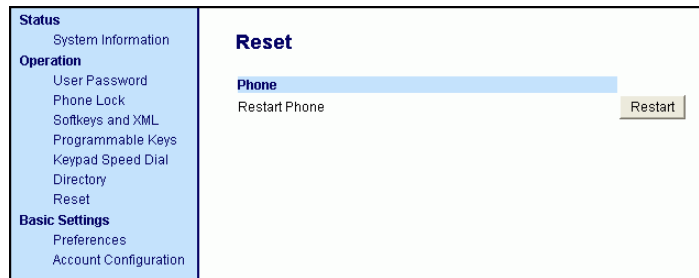 Status
System Information
Operation
User Password
Phone Lock
Softkeys and XML
Programmable Keys
Keypad Speed Dial
Directory
Reset
Basic Settings
Preferences
Account Configuration
Reset
Phone
Restart Phone
Restart